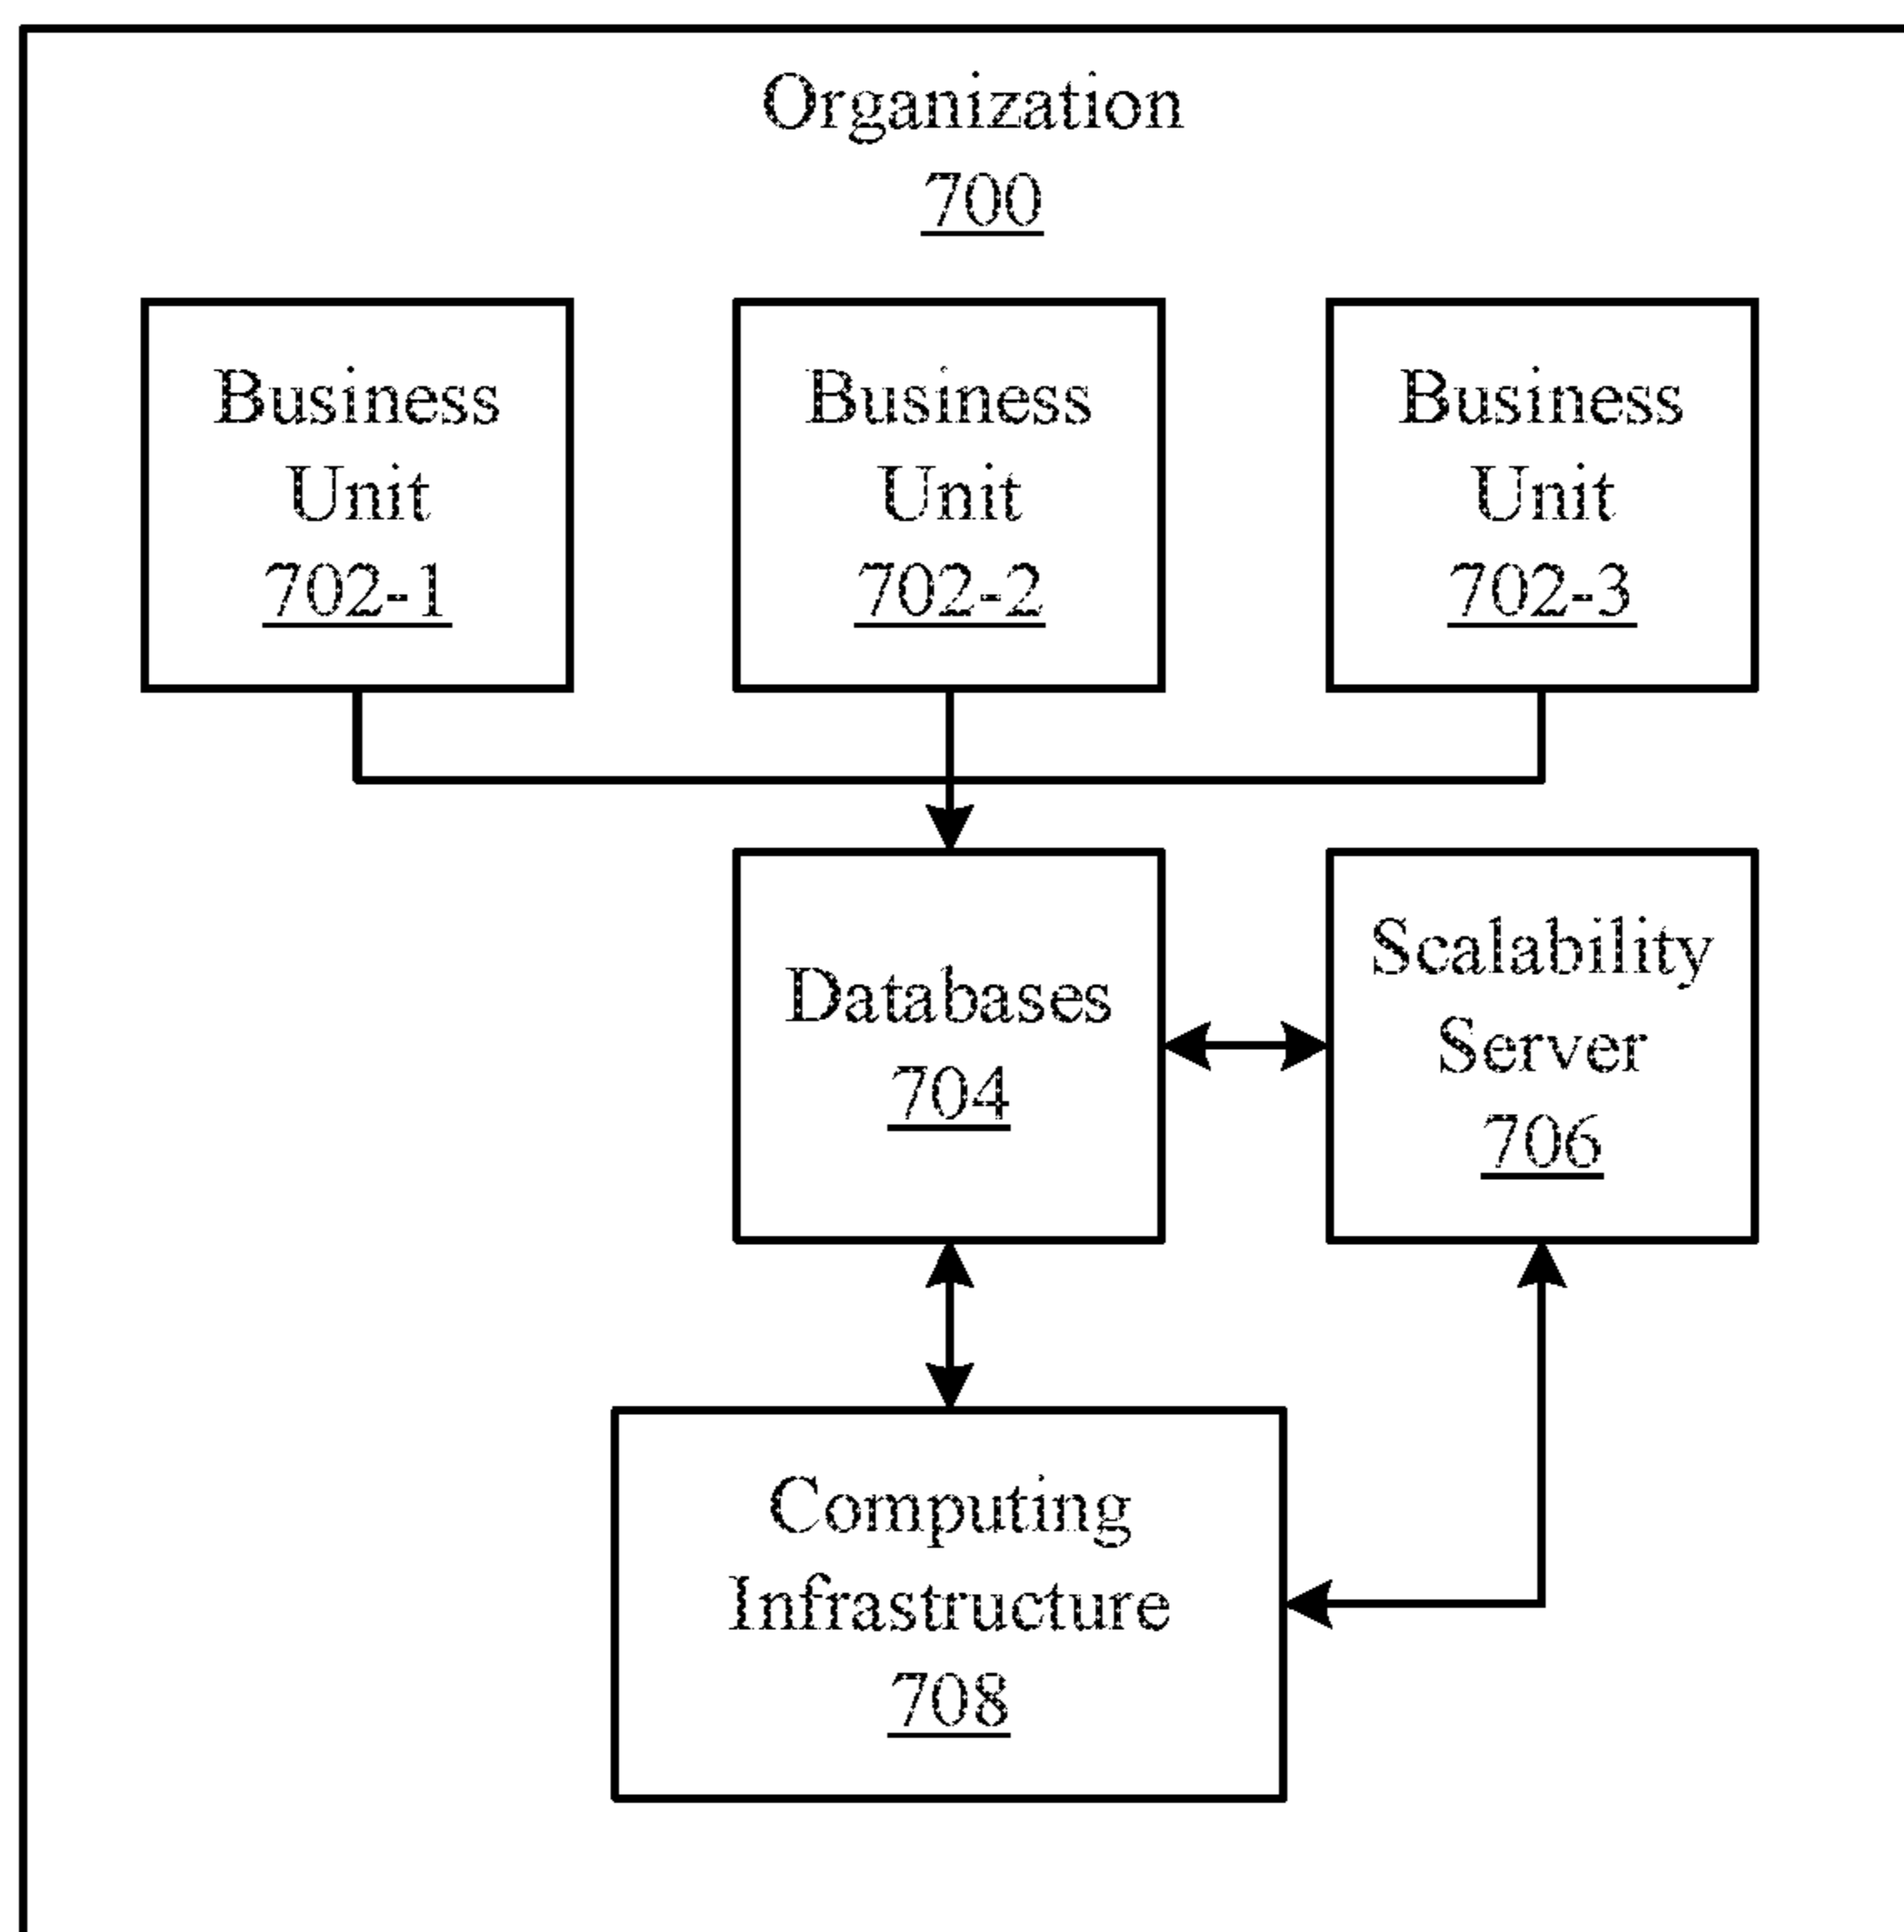 Organization
700
Business
Unit
702-1
Business
Unit
702-2
Business
Unit
702-3
Databases
704
Scalability
Server
706
Computing
Infrastructure
708